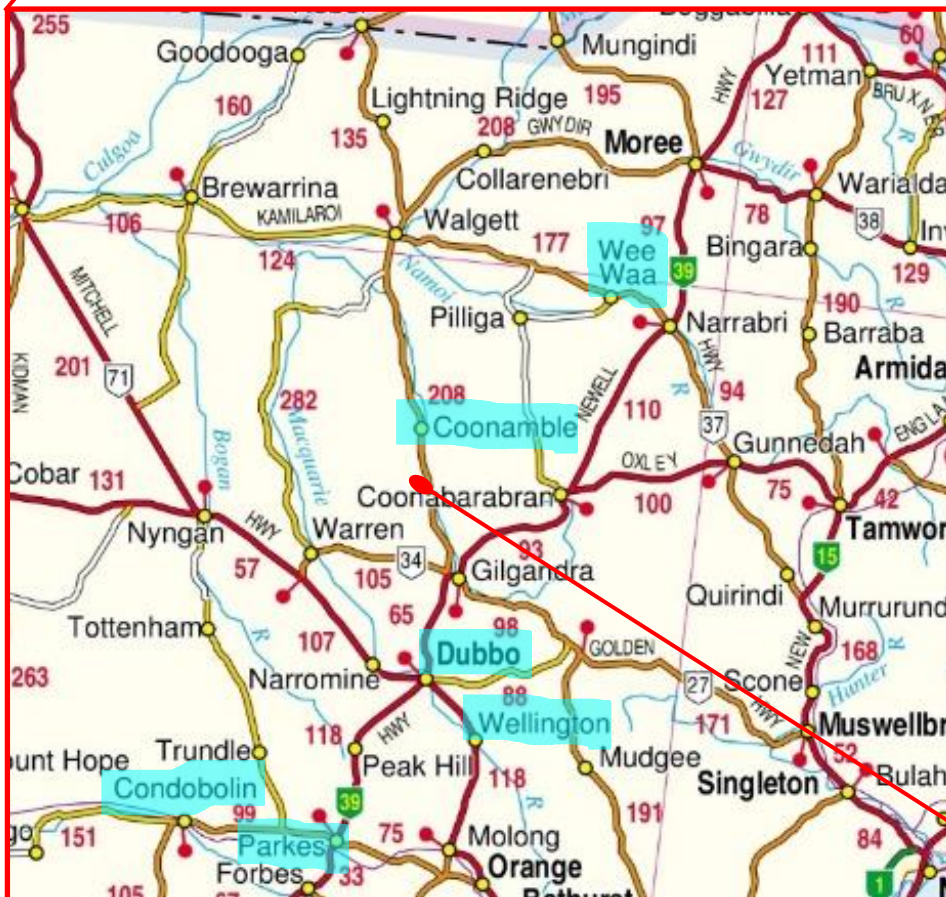 255
Goodooga
Mungindi
111
60
Yetman
BRUXNER
160
Lightning Ridge
195
HWY
127
135
208
GWYDIR
Moree
Gwydir
R
Culgoa
Collarenebri
Brewarrina
Warialda
KAMILAROI
Walgett
97
78
38
106
177
Wee
Waa
Bingara
124
Namoi
39
129
MITCHELL
Pilliga
190
R
Narrabri
Barraba
KIDMAN
201
71
HWY
R
94
Armida
282
208
NEWELL
110
Macquarie
Coonamble
37
ENGLA
Bogan
Gunnedah
Cobar
131
OXLEY
Coonabarabran
100
75
42
Nyngan
HWY
Warren
93
Tamwor
15
57
105
34
Gilgandra
Quirindi
Murrurund
65
Tottenham
R
107
98
NEW
168
R
Dubbo
GOLDEN
263
Narromine
88
27
Scone
Hunter
HWY
Wellington
171
Muswellbr
118
HWY
Trundle
Peak Hill
118
Mudgee
52
ount Hope
Singleton
Bulah
Condobolin
39
R
go
151
99
191
Parkes
75
Molong
84
Forbes
33
Orange
1
105
Bathurst